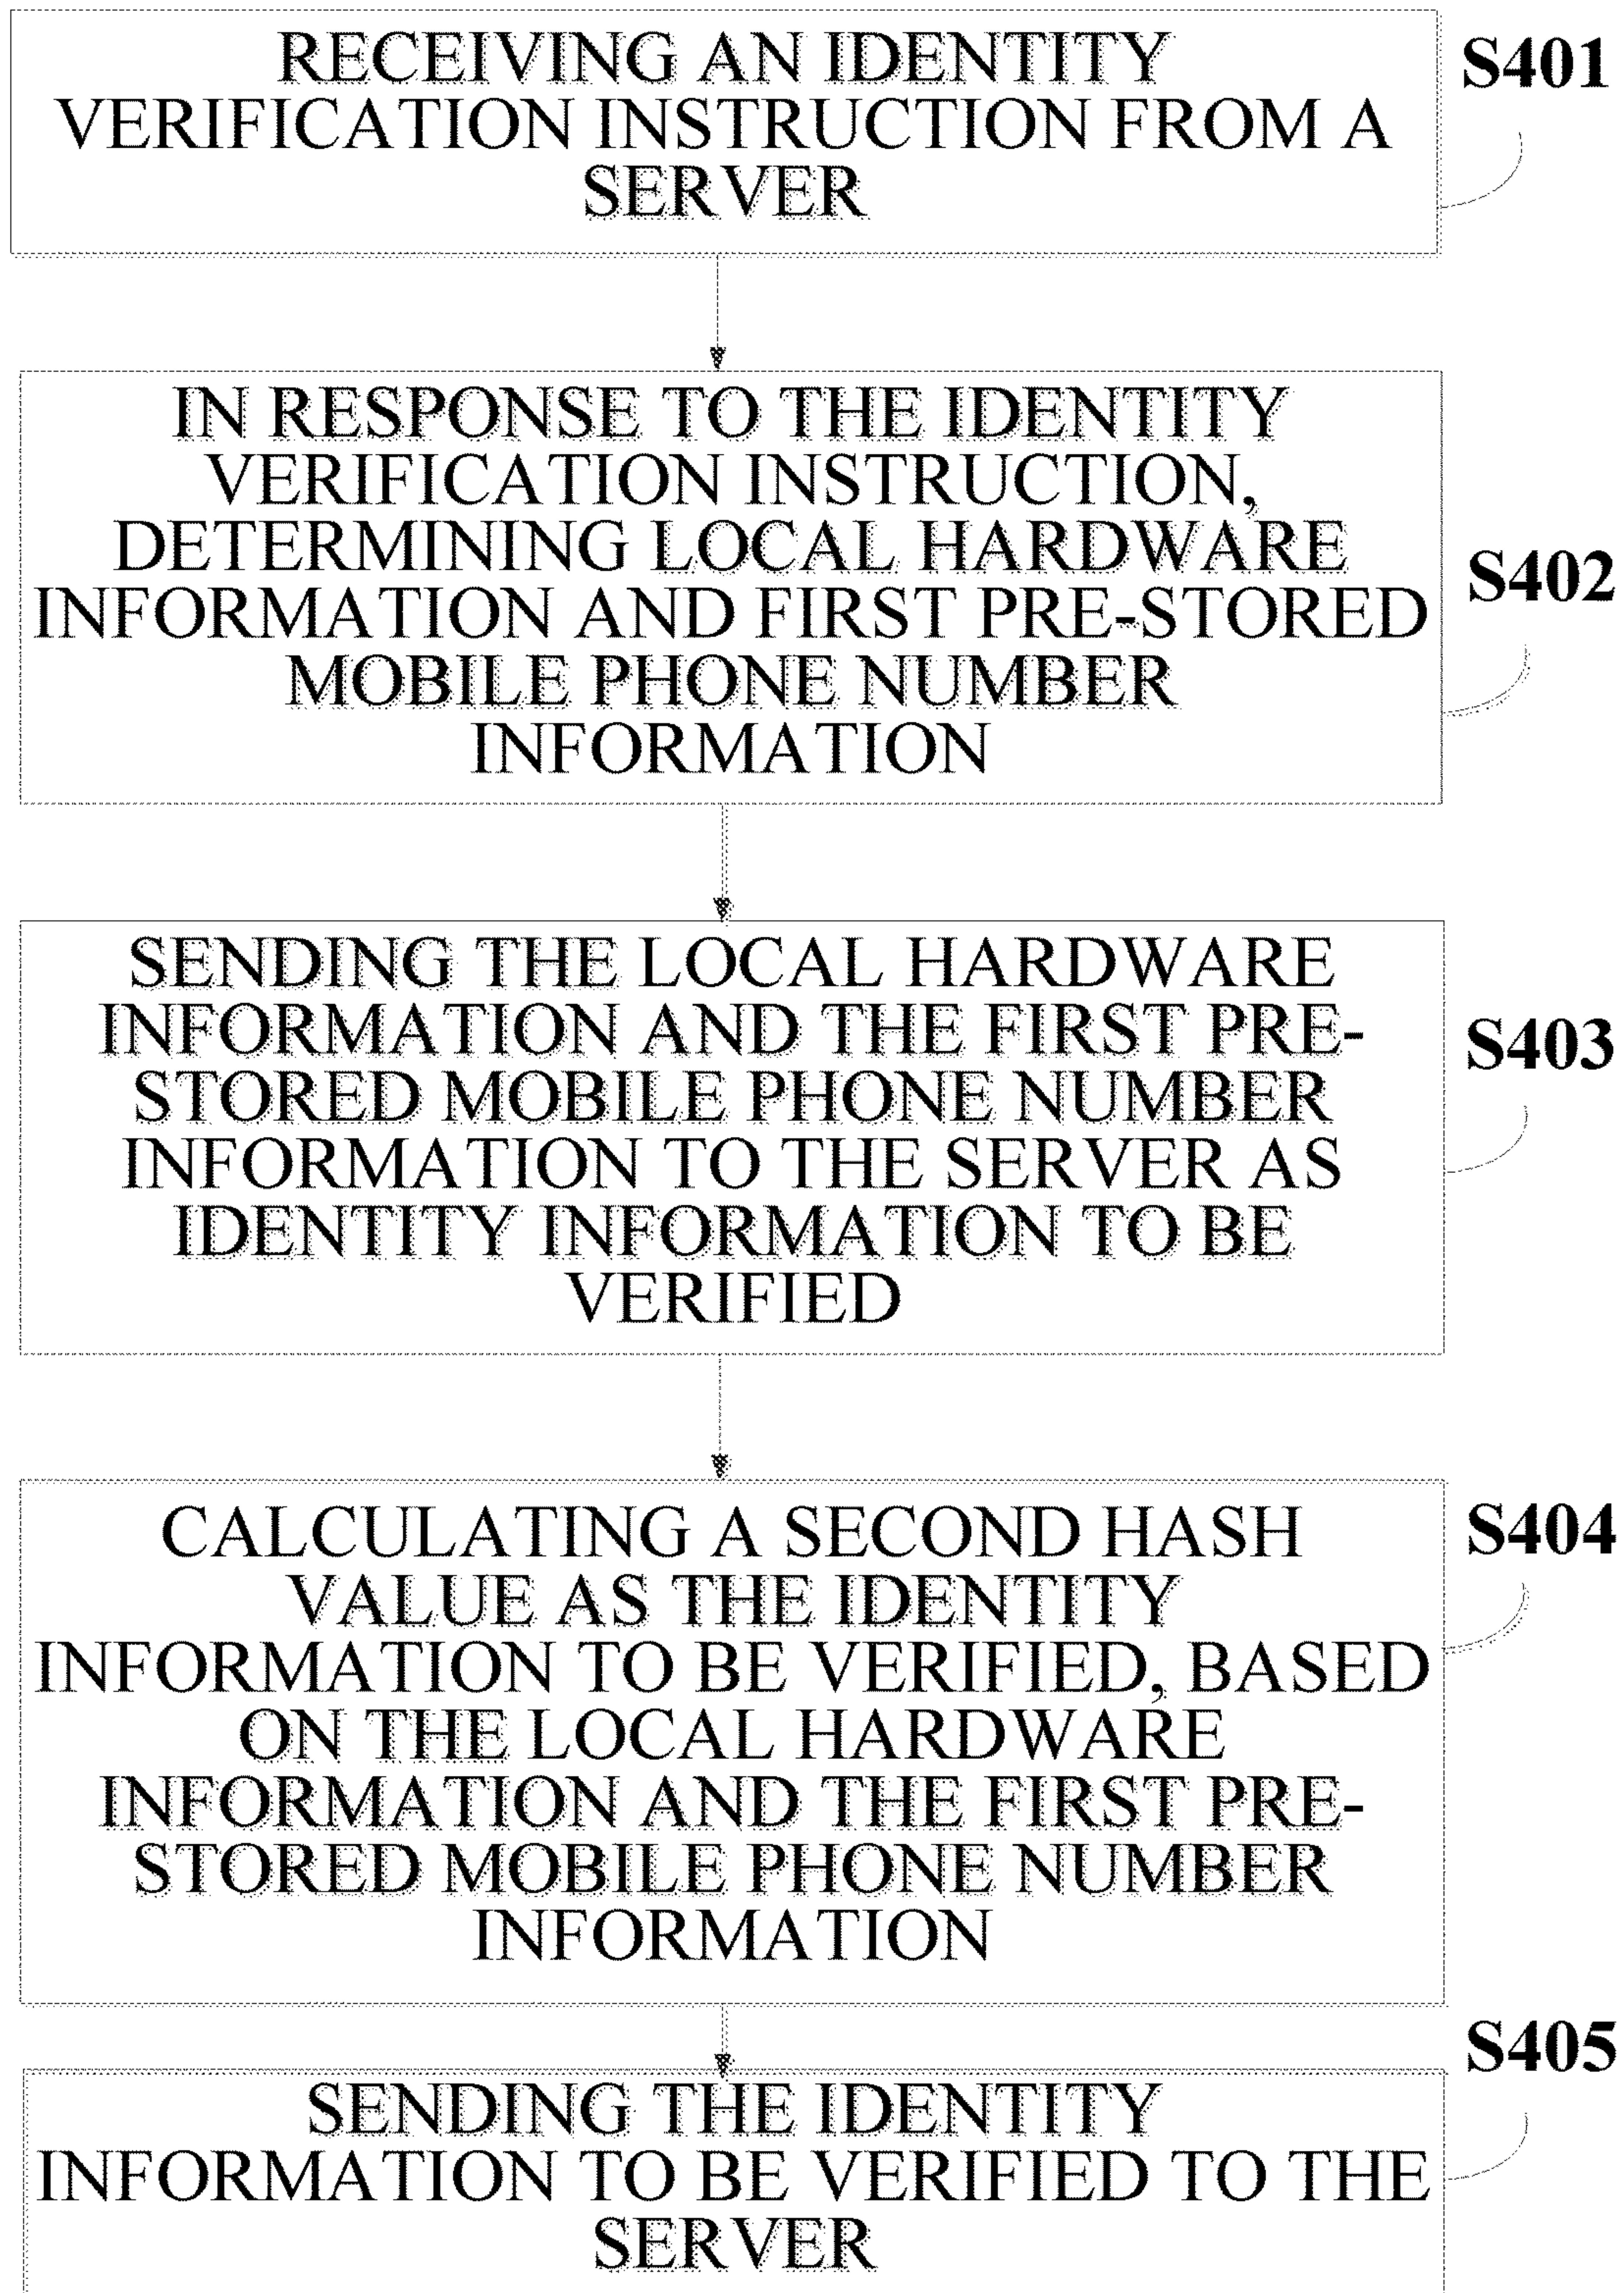 RECEIVING AN IDENTITY
VERIFICATION INSTRUCTION FROM A
SERVER
S401
IN RESPONSE TO THE IDENTITY
VERIFICATION INSTRUCTION,
DETERMINING LOCAL HARDWARE
INFORMATION AND FIRST PRE-STORED
MOBILE PHONE NUMBER
INFORMATION
S402
SENDING THE LOCAL HARDWARE
INFORMATION AND THE FIRST PRE-
STORED MOBILE PHONE NUMBER
INFORMATION TO THE SERVER AS
IDENTITY INFORMATION TO BE
VERIFIED
S403
CALCULATING A SECOND HASH
VALUE AS THE IDENTITY
INFORMATION TO BE VERIFIED, BASED
ON THE LOCAL HARDWARE
INFORMATION AND THE FIRST PRE-
STORED MOBILE PHONE NUMBER
INFORMATION
S404
SENDING THE IDENTITY
INFORMATION TO BE VERIFIED TO THE
SERVER
S405